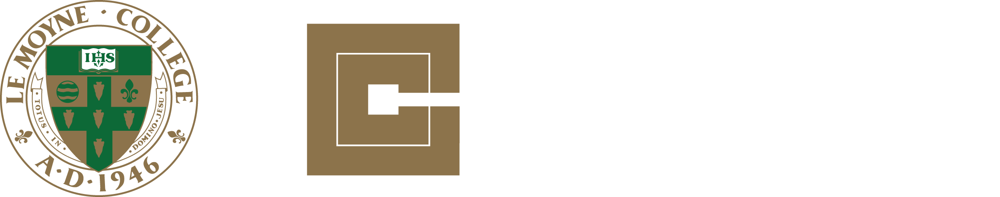 LE MOYNE · COLLEGE
IHS
· TOTUS · IN · DOMINO · JESU ·
A · D · 1946
C